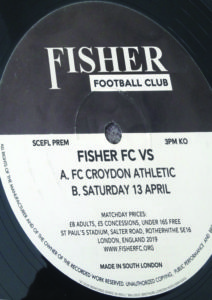 FISHER
FOOTBALL CLUB
SCEFL PREM
3PM KO
FISHER FC VS
A. FC CROYDON ATHLETIC
B. SATURDAY 13 APRIL
MATCHDAY PRICES:
£8 ADULTS, £5 CONCESSIONS, UNDER 16S FREE
ST PAUL'S STADIUM, SALTER ROAD, ROTHERHITHE SE16
LONDON, ENGLAND 2019
WWW.FISHERFC.ORG
MADE IN SOUTH LONDON
ALL RIGHTS OF THE MANUFACTURER AND OF THE OWNER OF THE RECORDED WORK RESERVED. UNAUTHORIZED COPYING, PUBLIC PERFORMANCE AND